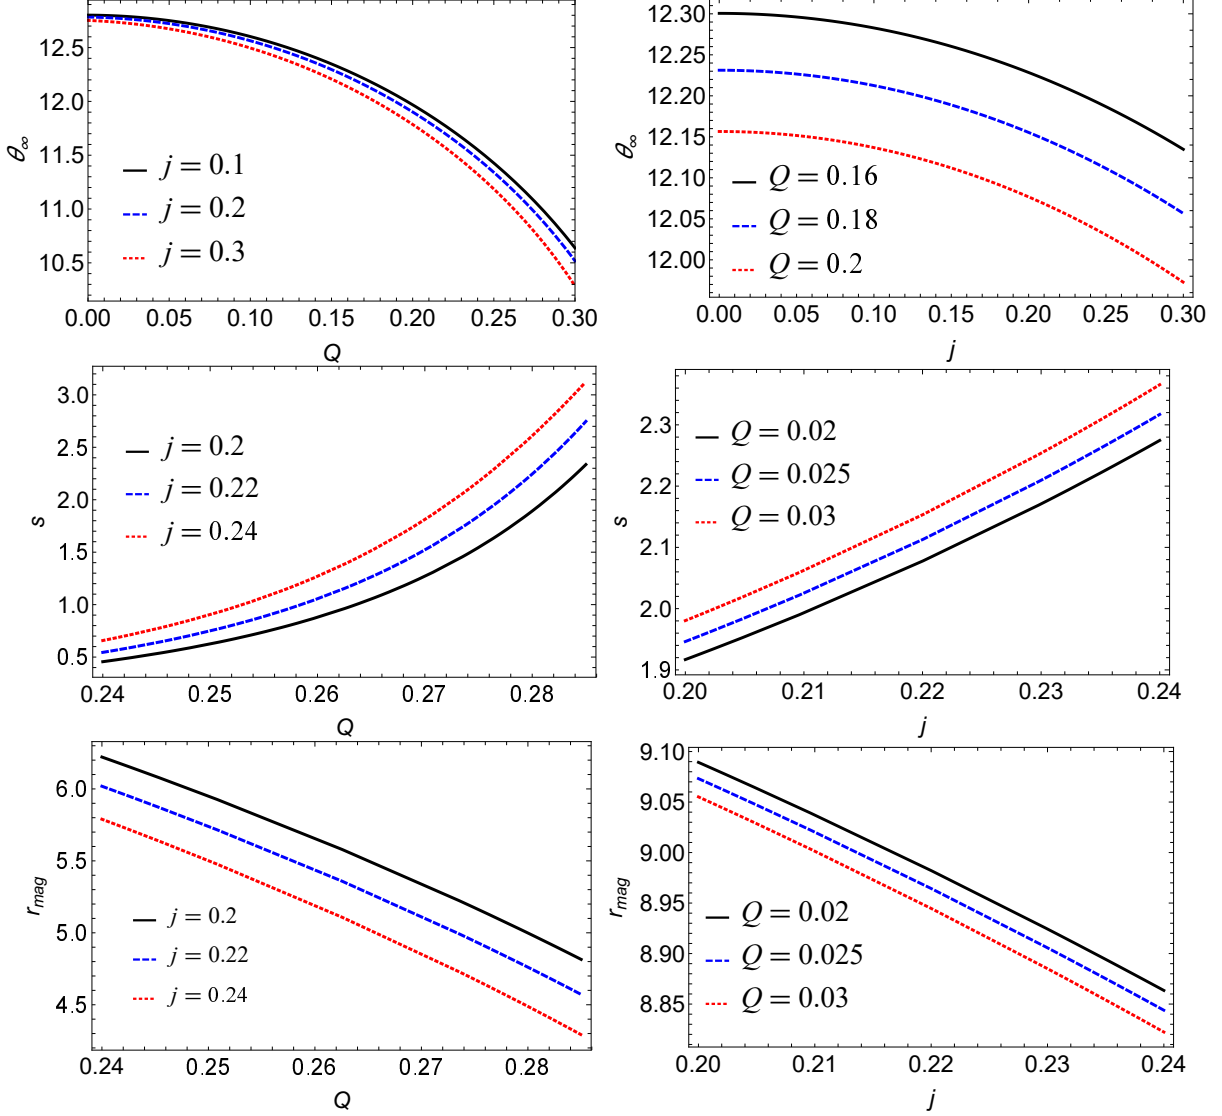 12.5
12.0
11.5
11.0
10.5
θ∞
j = 0.1
j = 0.2
j = 0.3
0.00 0.05 0.10 0.15 0.20 0.25 0.30
Q
12.30
12.25
12.20
12.15
12.10
12.05
12.00
θ∞
Q = 0.16
Q = 0.18
Q = 0.2
0.00 0.05 0.10 0.15 0.20 0.25 0.30
j
3.0
2.5
2.0
1.5
1.0
0.5
s
j = 0.2
j = 0.22
j = 0.24
0.24 0.25 0.26 0.27 0.28
Q
2.3
2.2
2.1
2.0
1.9
s
Q = 0.02
Q = 0.025
Q = 0.03
0.20 0.21 0.22 0.23 0.24
j
6.0
5.5
5.0
4.5
rmag
j = 0.2
j = 0.22
j = 0.24
0.24 0.25 0.26 0.27 0.28
Q
9.10
9.05
9.00
8.95
8.90
8.85
rmag
Q = 0.02
Q = 0.025
Q = 0.03
0.20 0.21 0.22 0.23 0.24
j